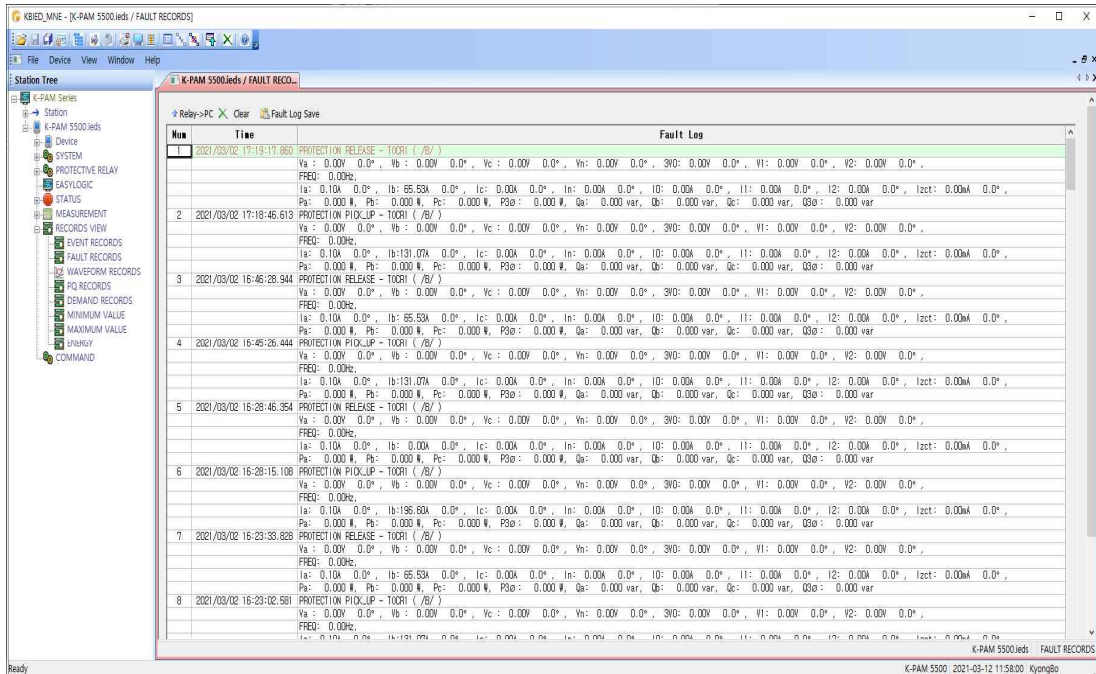 KBIED_MNE - [K-PAM 5500.ieds / FAULT RECORDS]
File Device View Window Help
Station Tree
K-PAM Series
Station
K-PAM 5500.ieds
Device
SYSTEM
PROTECTIVE RELAY
EASYLOGIC
STATUS
MEASUREMENT
RECORDS VIEW
EVENT RECORDS
FAULT RECORDS
WAVEFORM RECORDS
PQ RECORDS
DEMAND RECORDS
MINIMUM VALUE
MAXIMUM VALUE
ENERGY
COMMAND
K-PAM 5500.ieds / FAULT RECO...
Relay->PC Clear Fault Log Save
Num Time Fault Log
1 2021/03/02 17:19:17.860 PROTECTION RELEASE - TOCR1 ( /B/ )
Va : 0.00V 0.0° , Vb : 0.00V 0.0° , Vc : 0.00V 0.0° , Vn: 0.00V 0.0° , 3V0: 0.00V 0.0° , V1: 0.00V 0.0° , V2: 0.00V 0.0° ,
FREQ: 0.00Hz,
Ia: 0.10A 0.0° , Ib: 65.53A 0.0° , Ic: 0.00A 0.0° , In: 0.00A 0.0° , I0: 0.00A 0.0° , I1: 0.00A 0.0° , I2: 0.00A 0.0° , Izct: 0.00mA 0.0° ,
Pa: 0.000 W, Pb: 0.000 W, Pc: 0.000 W, P3ø : 0.000 W, Qa: 0.000 var, Qb: 0.000 var, Qc: 0.000 var, Q3ø : 0.000 var
2 2021/03/02 17:18:46.613 PROTECTION PICK_UP - TOCR1 ( /B/ )
Va : 0.00V 0.0° , Vb : 0.00V 0.0° , Vc : 0.00V 0.0° , Vn: 0.00V 0.0° , 3V0: 0.00V 0.0° , V1: 0.00V 0.0° , V2: 0.00V 0.0° ,
FREQ: 0.00Hz,
Ia: 0.10A 0.0° , Ib:131.07A 0.0° , Ic: 0.00A 0.0° , In: 0.00A 0.0° , I0: 0.00A 0.0° , I1: 0.00A 0.0° , I2: 0.00A 0.0° , Izct: 0.00mA 0.0° ,
Pa: 0.000 W, Pb: 0.000 W, Pc: 0.000 W, P3ø : 0.000 W, Qa: 0.000 var, Qb: 0.000 var, Qc: 0.000 var, Q3ø : 0.000 var
3 2021/03/02 16:46:28.944 PROTECTION RELEASE - TOCR1 ( /B/ )
Va : 0.00V 0.0° , Vb : 0.00V 0.0° , Vc : 0.00V 0.0° , Vn: 0.00V 0.0° , 3V0: 0.00V 0.0° , V1: 0.00V 0.0° , V2: 0.00V 0.0° ,
FREQ: 0.00Hz,
Ia: 0.10A 0.0° , Ib: 65.53A 0.0° , Ic: 0.00A 0.0° , In: 0.00A 0.0° , I0: 0.00A 0.0° , I1: 0.00A 0.0° , I2: 0.00A 0.0° , Izct: 0.00mA 0.0° ,
Pa: 0.000 W, Pb: 0.000 W, Pc: 0.000 W, P3ø : 0.000 W, Qa: 0.000 var, Qb: 0.000 var, Qc: 0.000 var, Q3ø : 0.000 var
4 2021/03/02 16:45:26.444 PROTECTION PICK_UP - TOCR1 ( /B/ )
Va : 0.00V 0.0° , Vb : 0.00V 0.0° , Vc : 0.00V 0.0° , Vn: 0.00V 0.0° , 3V0: 0.00V 0.0° , V1: 0.00V 0.0° , V2: 0.00V 0.0° ,
FREQ: 0.00Hz,
Ia: 0.10A 0.0° , Ib:131.07A 0.0° , Ic: 0.00A 0.0° , In: 0.00A 0.0° , I0: 0.00A 0.0° , I1: 0.00A 0.0° , I2: 0.00A 0.0° , Izct: 0.00mA 0.0° ,
Pa: 0.000 W, Pb: 0.000 W, Pc: 0.000 W, P3ø : 0.000 W, Qa: 0.000 var, Qb: 0.000 var, Qc: 0.000 var, Q3ø : 0.000 var
5 2021/03/02 16:28:46.354 PROTECTION RELEASE - TOCR1 ( /B/ )
Va : 0.00V 0.0° , Vb : 0.00V 0.0° , Vc : 0.00V 0.0° , Vn: 0.00V 0.0° , 3V0: 0.00V 0.0° , V1: 0.00V 0.0° , V2: 0.00V 0.0° ,
FREQ: 0.00Hz,
Ia: 0.10A 0.0° , Ib: 0.00A 0.0° , Ic: 0.00A 0.0° , In: 0.00A 0.0° , I0: 0.00A 0.0° , I1: 0.00A 0.0° , I2: 0.00A 0.0° , Izct: 0.00mA 0.0° ,
Pa: 0.000 W, Pb: 0.000 W, Pc: 0.000 W, P3ø : 0.000 W, Qa: 0.000 var, Qb: 0.000 var, Qc: 0.000 var, Q3ø : 0.000 var
6 2021/03/02 16:28:15.108 PROTECTION PICK_UP - TOCR1 ( /B/ )
Va : 0.00V 0.0° , Vb : 0.00V 0.0° , Vc : 0.00V 0.0° , Vn: 0.00V 0.0° , 3V0: 0.00V 0.0° , V1: 0.00V 0.0° , V2: 0.00V 0.0° ,
FREQ: 0.00Hz,
Ia: 0.10A 0.0° , Ib:196.60A 0.0° , Ic: 0.00A 0.0° , In: 0.00A 0.0° , I0: 0.00A 0.0° , I1: 0.00A 0.0° , I2: 0.00A 0.0° , Izct: 0.00mA 0.0° ,
Pa: 0.000 W, Pb: 0.000 W, Pc: 0.000 W, P3ø : 0.000 W, Qa: 0.000 var, Qb: 0.000 var, Qc: 0.000 var, Q3ø : 0.000 var
7 2021/03/02 16:23:33.828 PROTECTION RELEASE - TOCR1 ( /B/ )
Va : 0.00V 0.0° , Vb : 0.00V 0.0° , Vc : 0.00V 0.0° , Vn: 0.00V 0.0° , 3V0: 0.00V 0.0° , V1: 0.00V 0.0° , V2: 0.00V 0.0° ,
FREQ: 0.00Hz,
Ia: 0.10A 0.0° , Ib: 65.53A 0.0° , Ic: 0.00A 0.0° , In: 0.00A 0.0° , I0: 0.00A 0.0° , I1: 0.00A 0.0° , I2: 0.00A 0.0° , Izct: 0.00mA 0.0° ,
Pa: 0.000 W, Pb: 0.000 W, Pc: 0.000 W, P3ø : 0.000 W, Qa: 0.000 var, Qb: 0.000 var, Qc: 0.000 var, Q3ø : 0.000 var
8 2021/03/02 16:23:02.581 PROTECTION PICK_UP - TOCR1 ( /B/ )
Va : 0.00V 0.0° , Vb : 0.00V 0.0° , Vc : 0.00V 0.0° , Vn: 0.00V 0.0° , 3V0: 0.00V 0.0° , V1: 0.00V 0.0° , V2: 0.00V 0.0° ,
FREQ: 0.00Hz,
K-PAM 5500.ieds FAULT RECORDS
Ready K-PAM 5500 2021-03-12 11:58:00 KyongBo